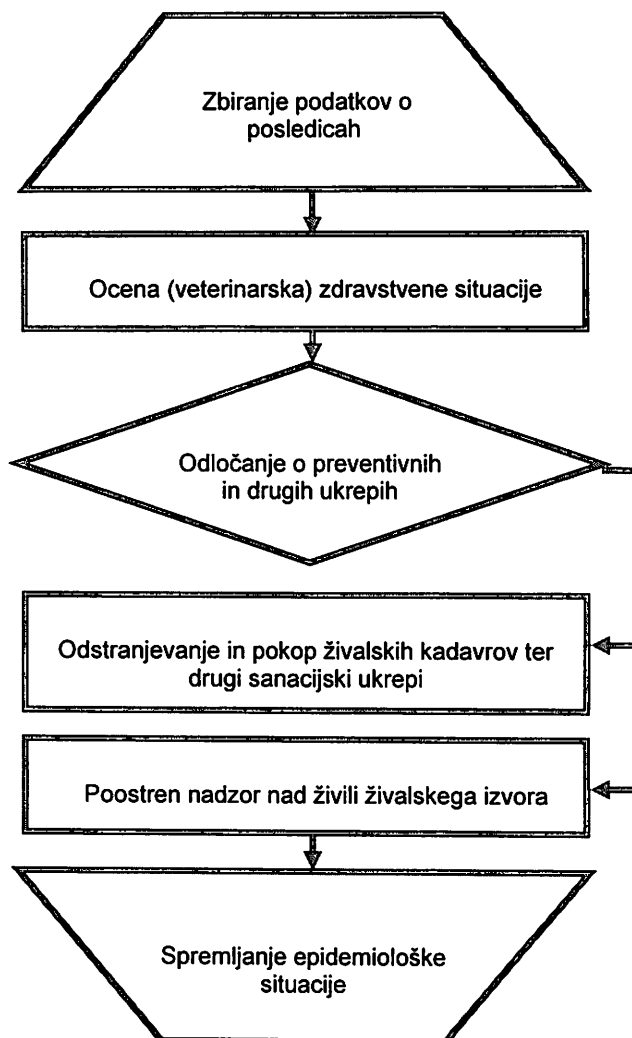 Zbiranje podatkov o
posledicah
Ocena (veterinarska) zdravstvene situacije
Odločanje o preventivnih
in drugih ukrepih
Odstranjevanje in pokop živalskih kadavrov ter
drugi sanacijski ukrepi
Poostren nadzor nad živili živalskega izvora
Spremljanje epidemiološke
situacije